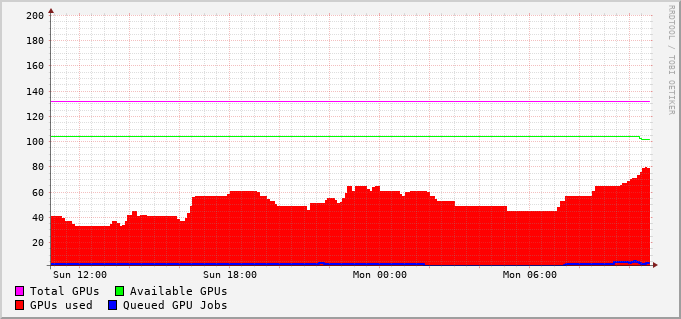 200
180
160
140
120
100
80
60
40
20
Sun 12:00 Sun 18:00 Mon 00:00 Mon 06:00
Total GPUs Available GPUs
GPUs used Queued GPU Jobs
RRDTOOL / TOBI OETIKER